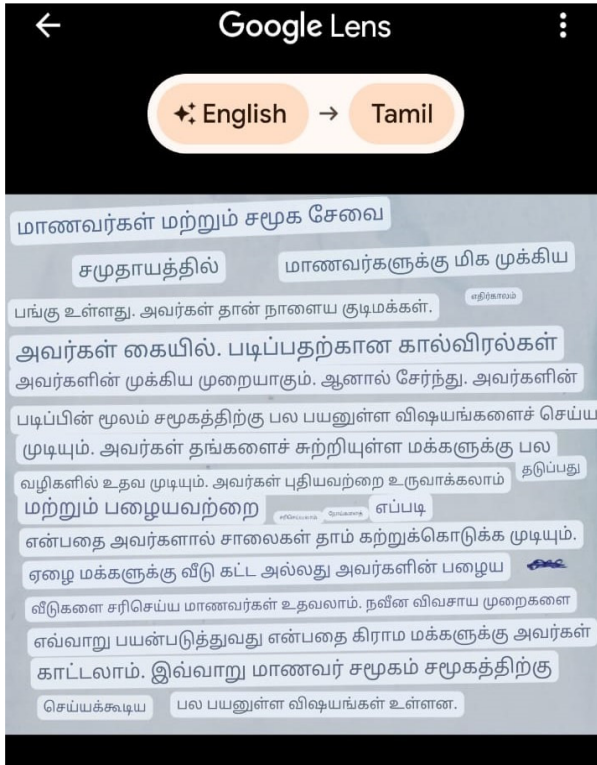 Google Lens
English → Tamil
மாணவர்கள் மற்றும் சமூக சேவை
சமுதாயத்தில் மாணவர்களுக்கு மிக முக்கிய
பங்கு உள்ளது. அவர்கள் தான் நாளைய குடிமக்கள். எதிர்காலம்
அவர்கள் கையில். படிப்பதற்கான கால்விரல்கள்
அவர்களின் முக்கிய முறையாகும். ஆனால் சேர்ந்து. அவர்களின்
படிப்பின் மூலம் சமூகத்திற்கு பல பயனுள்ள விஷயங்களைச் செய்ய
முடியும். அவர்கள் தங்களைச் சுற்றியுள்ள மக்களுக்கு பல
வழிகளில் உதவ முடியும். அவர்கள் புதியவற்றை உருவாக்கலாம் தடுப்பது
மற்றும் பழையவற்றை சரிசெய்யலாம் நோய்களைத் எப்படி
என்பதை அவர்களால் சாலைகள் தாம் கற்றுக்கொடுக்க முடியும்.
ஏழை மக்களுக்கு வீடு கட்ட அல்லது அவர்களின் பழைய
வீடுகளை சரிசெய்ய மாணவர்கள் உதவலாம். நவீன விவசாய முறைகளை
எவ்வாறு பயன்படுத்துவது என்பதை கிராம மக்களுக்கு அவர்கள்
காட்டலாம். இவ்வாறு மாணவர் சமூகம் சமூகத்திற்கு
செய்யக்கூடிய பல பயனுள்ள விஷயங்கள் உள்ளன.